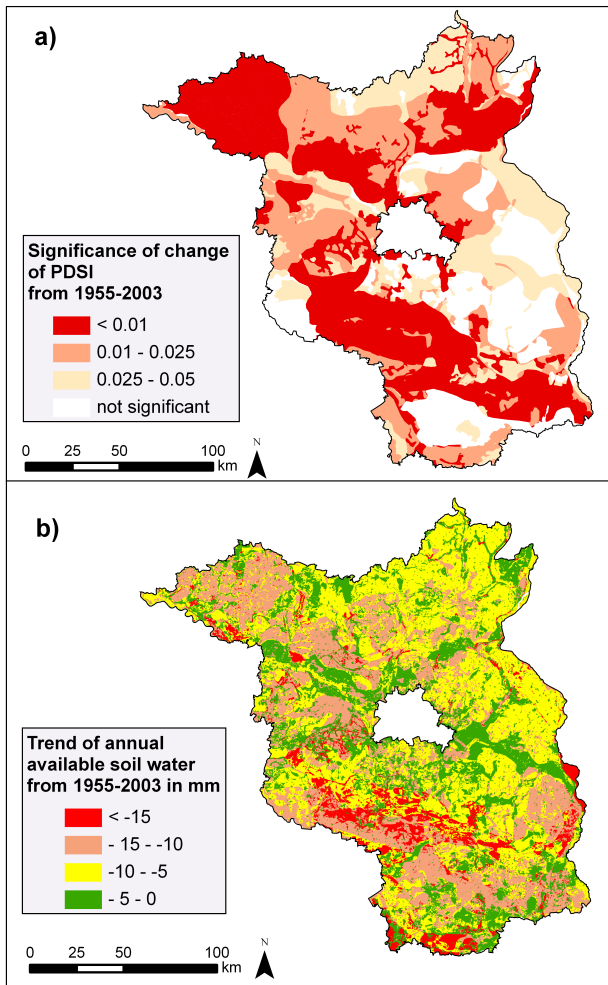 a)
Significance of change
of PDSI
from 1955-2003
< 0.01
0.01 - 0.025
0.025 - 0.05
not significant
0 50 100
km
N
b)
Trend of annual
available soil water
from 1955-2003 in mm
< -15
- 15 - -10
-10 - -5
- 5 - 0
0 50 100
km
N